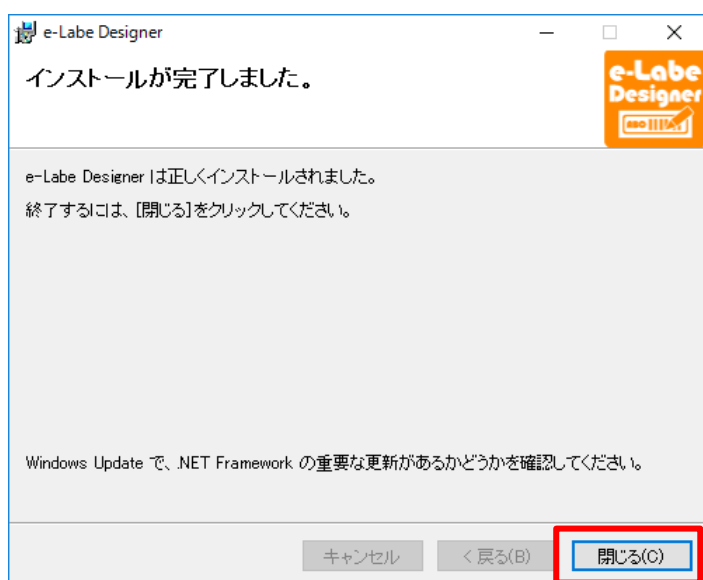 e-Labe Designer
インストールが完了しました。
e-Labe
Designer
ABC
e-Labe Designer は正しくインストールされました。
終了するには、[閉じる]をクリックしてください。
Windows Update で、.NET Framework の重要な更新があるかどうかを確認してください。
キャンセル
< 戻る(B)
閉じる(C)